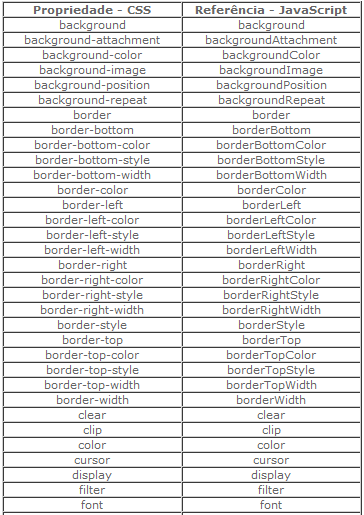 Propriedade - CSS Referência - JavaScript
background background
background-attachment backgroundAttachment
background-color backgroundColor
background-image backgroundImage
background-position backgroundPosition
background-repeat backgroundRepeat
border border
border-bottom borderBottom
border-bottom-color borderBottomColor
border-bottom-style borderBottomStyle
border-bottom-width borderBottomWidth
border-color borderColor
border-left borderLeft
border-left-color borderLeftColor
border-left-style borderLeftStyle
border-left-width borderLeftWidth
border-right borderRight
border-right-color borderRightColor
border-right-style borderRightStyle
border-right-width borderRightWidth
border-style borderStyle
border-top borderTop
border-top-color borderTopColor
border-top-style borderTopStyle
border-top-width borderTopWidth
border-width borderWidth
clear clear
clip clip
color color
cursor cursor
display display
filter filter
font font